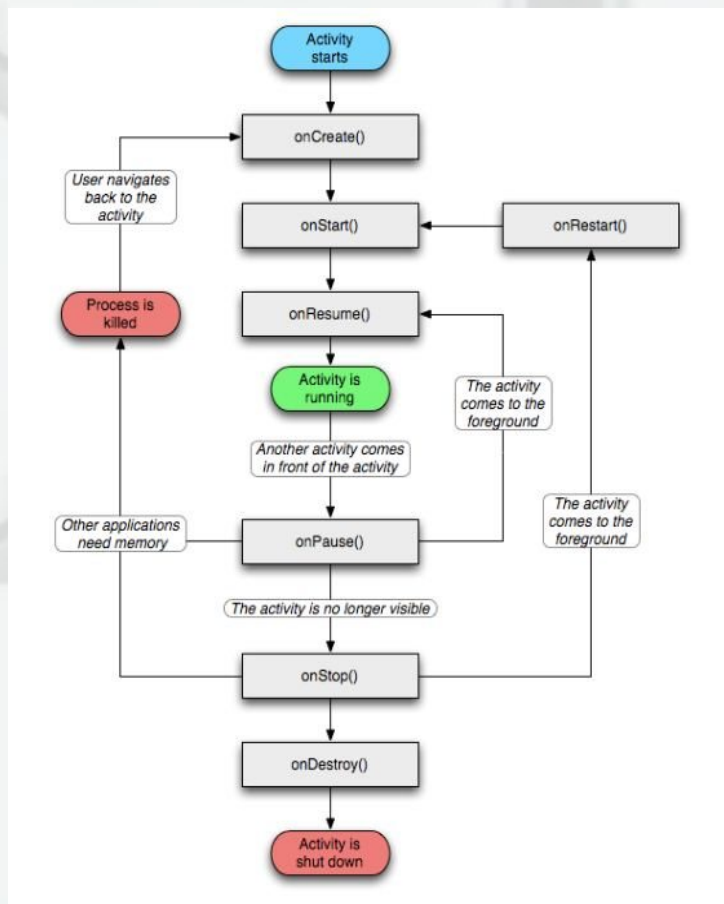 Activity
starts
onCreate()
User navigates
back to the
activity
onStart()
onRestart()
Process is
killed
onResume()
Activity is
running
The activity
comes to the
foreground
Another activity comes
in front of the activity
The activity
comes to the
foreground
Other applications
need memory
onPause()
The activity is no longer visible
onStop()
onDestroy()
Activity is
shut down